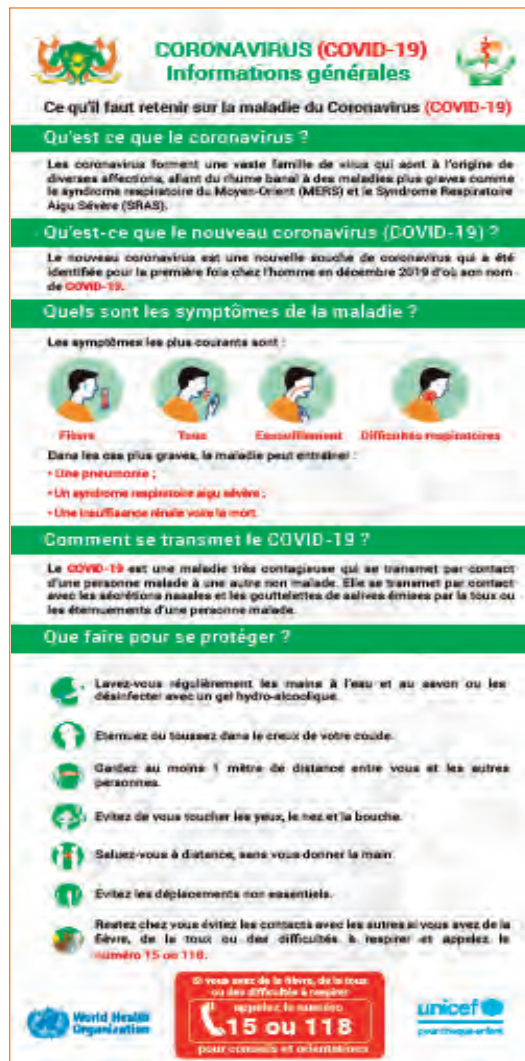 CORONAVIRUS (COVID-19)
Informations générales
Ce qu'il faut retenir sur la maladie du Coronavirus (COVID-19)
Qu'est ce que le coronavirus ?
Les coronavirus forment une vaste famille de virus qui sont à l'origine de
diverses affections, allant du rhume banal à des maladies plus graves comme
le syndrome respiratoire du Moyen-Orient (MERS) et le Syndrome Respiratoire
Aigu Sévère (SRAS).
Qu'est-ce que le nouveau coronavirus (COVID-19) ?
Le nouveau coronavirus est une nouvelle souche de coronavirus qui a été
identifiée pour la première fois chez l'homme en décembre 2019 d'où son nom
de COVID-19.
Quels sont les symptômes de la maladie ?
Les symptômes les plus courants sont :
Fièvre
Toux
Essoufflement
Difficultés respiratoires
Dans les cas plus graves, la maladie peut entraîner :
• Une pneumonie ;
• Un syndrome respiratoire aigu sévère ;
• Une insuffisance rénale voire la mort.
Comment se transmet le COVID-19 ?
Le COVID-19 est une maladie très contagieuse qui se transmet par contact
d'une personne malade à une autre non malade. Elle se transmet par contact
avec les sécrétions nasales et les gouttelettes de salives émises par la toux ou
les éternuements d'une personne malade.
Que faire pour se protéger ?
Lavez-vous régulièrement les mains à l'eau et au savon ou les
désinfecter avec un gel hydro-alcoolique.
Eternuez ou toussez dans le creux de votre coude.
Gardez au moins 1 mètre de distance entre vous et les autres
personnes.
Evitez de vous toucher les yeux, le nez et la bouche.
Saluez-vous à distance, sans vous donner la main.
Evitez les déplacements non essentiels.
Restez chez vous évitez les contacts avec les autres si vous avez de la
fièvre, de la toux ou des difficultés à respirer et appelez le
numéro 15 ou 118.
Si vous avez de la fièvre, de la toux
ou des difficultés à respirer
appelez le numéro
15 ou 118
pour conseils et orientations
World Health
Organization
unicef
pour chaque enfant